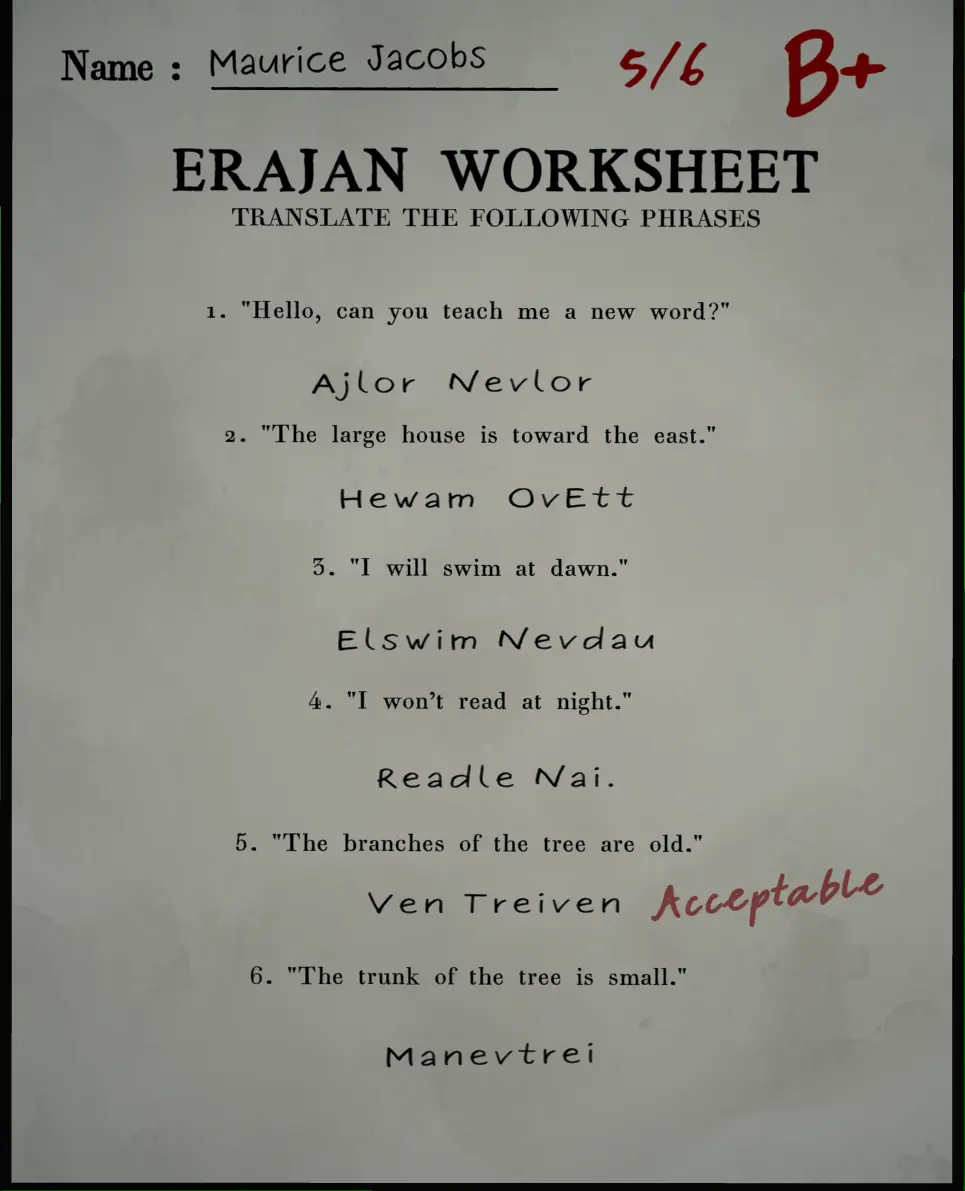 Name : Maurice Jacobs 5/6 B+
ERAJAN WORKSHEET
TRANSLATE THE FOLLOWING PHRASES
1. "Hello, can you teach me a new word?"
Ajlor Nevlor
2. "The large house is toward the east."
Hewam OvEtt
3. "I will swim at dawn."
Elswim Nevdau
4. "I won't read at night."
Readle Nai.
5. "The branches of the tree are old."
Ven Treiven Acceptable
6. "The trunk of the tree is small."
Manevtrei